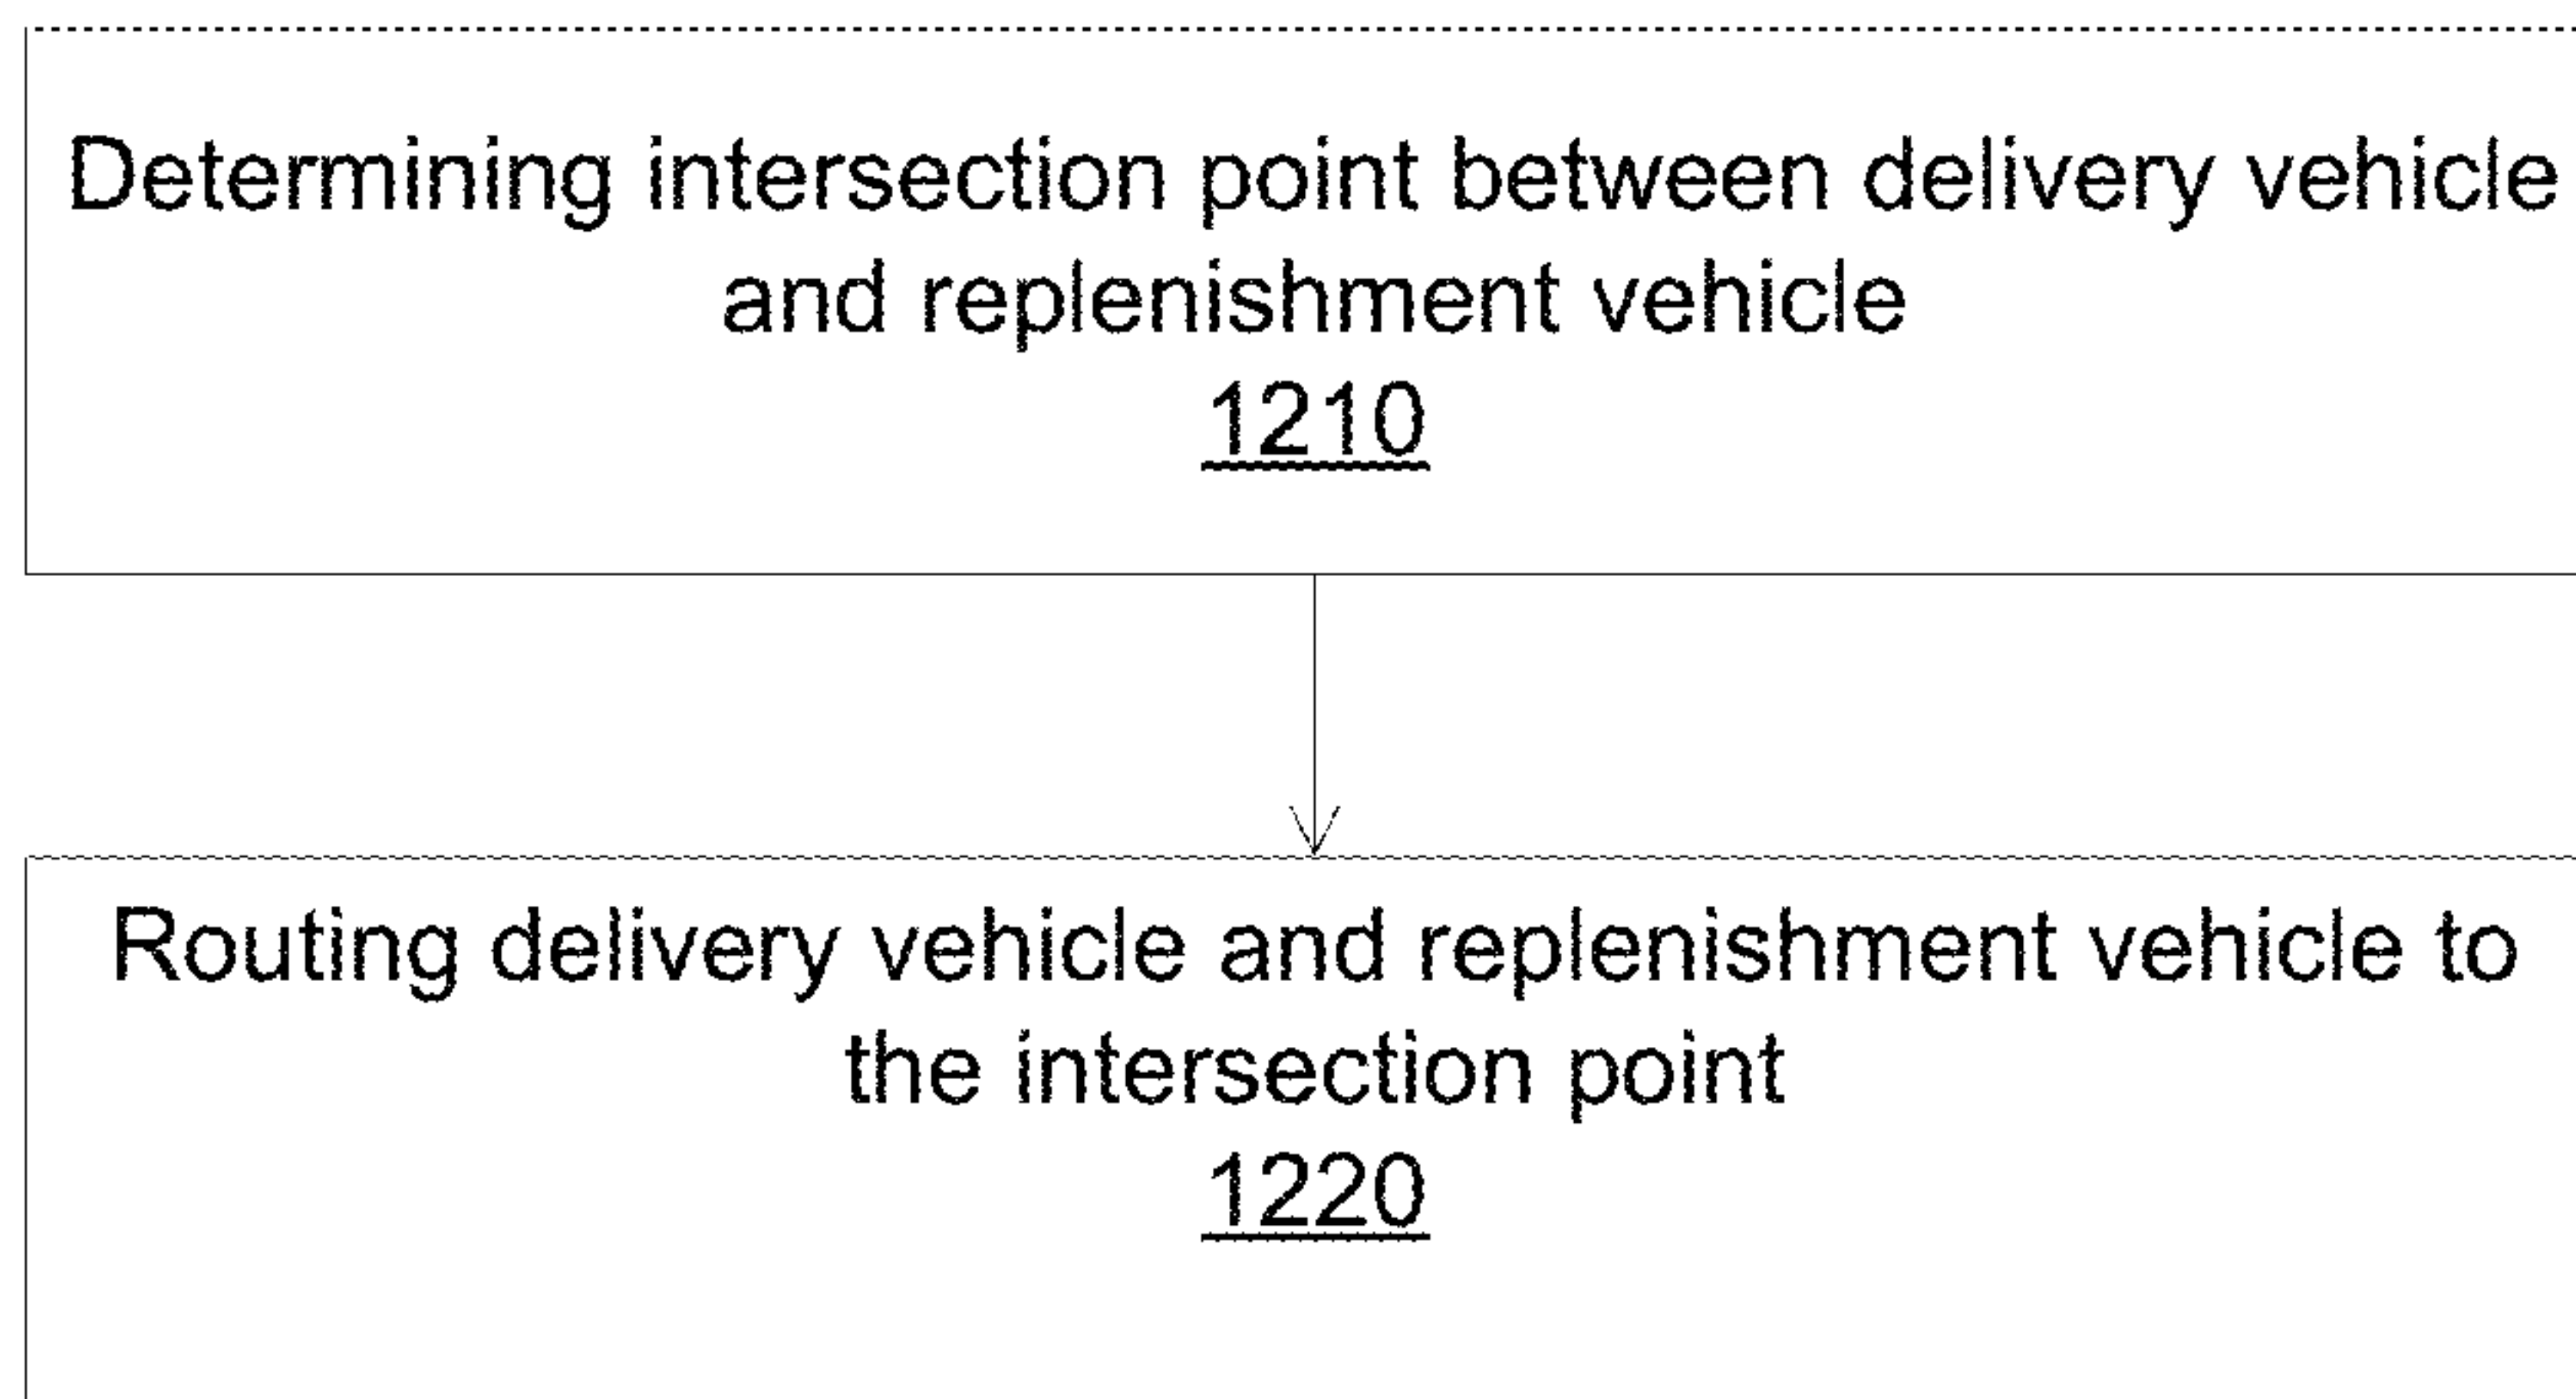 Determining intersection point between delivery vehicle
and replenishment vehicle
1210
Routing delivery vehicle and replenishment vehicle to
the intersection point
1220